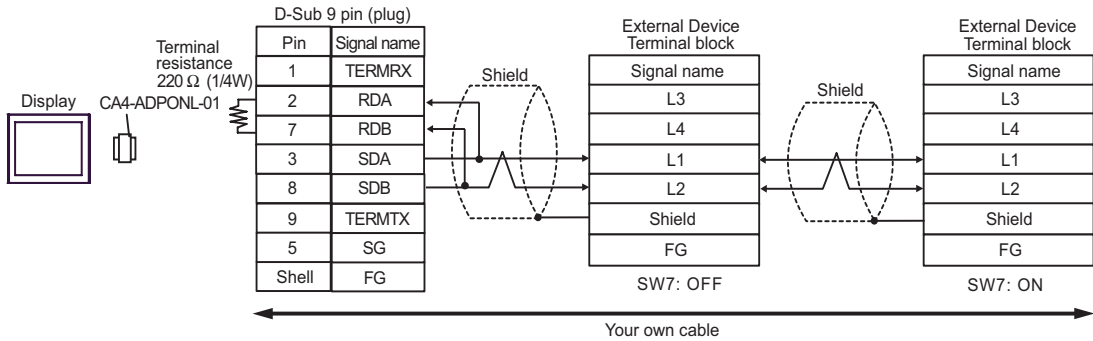 D-Sub 9 pin (plug)
Pin Signal name
1 TERMRX
2 RDA
7 RDB
3 SDA
8 SDB
9 TERMTX
5 SG
Shell FG
Terminal
resistance
220 Ω (1/4W)
Display
CA4-ADPONL-01
Shield
External Device
Terminal block
Signal name
L3
L4
L1
L2
Shield
FG
SW7: OFF
Shield
External Device
Terminal block
Signal name
L3
L4
L1
L2
Shield
FG
SW7: ON
Your own cable